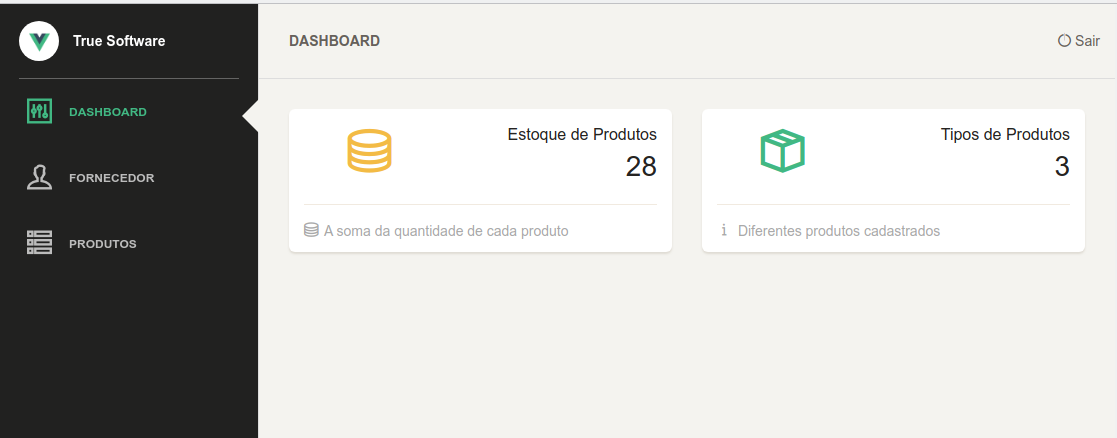 True Software
DASHBOARD
FORNECEDOR
PRODUTOS
DASHBOARD
Sair
Estoque de Produtos
28
A soma da quantidade de cada produto
Tipos de Produtos
3
Diferentes produtos cadastrados